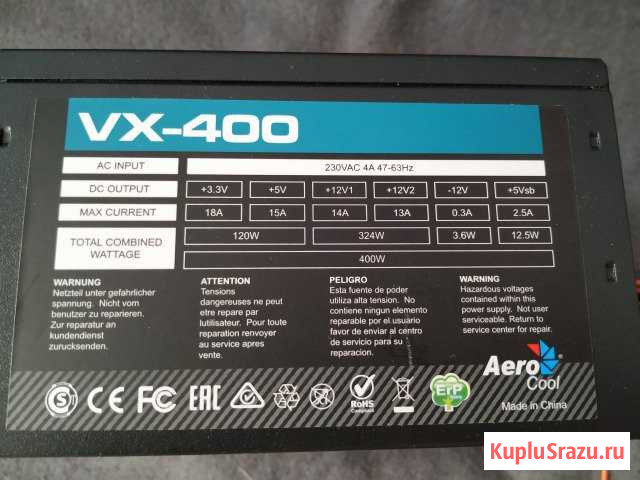 VX-400
AC INPUT 230VAC 4A 47-63Hz
DC OUTPUT +3.3V +5V +12V1 +12V2 -12V +5Vsb
MAX CURRENT 18A 15A 14A 13A 0.3A 2.5A
TOTAL COMBINED WATTAGE 120W 324W 3.6W 12.5W
400W
WARNUNG
Netzteil unter gefahrlicher
spannung. Nicht vom
benutzer zu reparieren.
Zur reparatur an
kundendienst
zurucksenden.
ATTENTION
Tensions
dangereuses ne peut
etre repare par
lutilisateur. Pour toute
reparation renvoyer
au service apres
vente.
PELIGRO
Esta fuente de poder
utiliza alta tension. No
contiene ningun elemento
reparable por el usuario
favor de enviar al centro
de servicio para su
reparacion.
WARNING
Hazardous voltages
contained within this
power supply. Not user
serviceable. Return to
service center for repair.
Aero
Cool
Made in China
S CE FC EAC RoHS
Compliant
ErP
KupluSrazu.ru